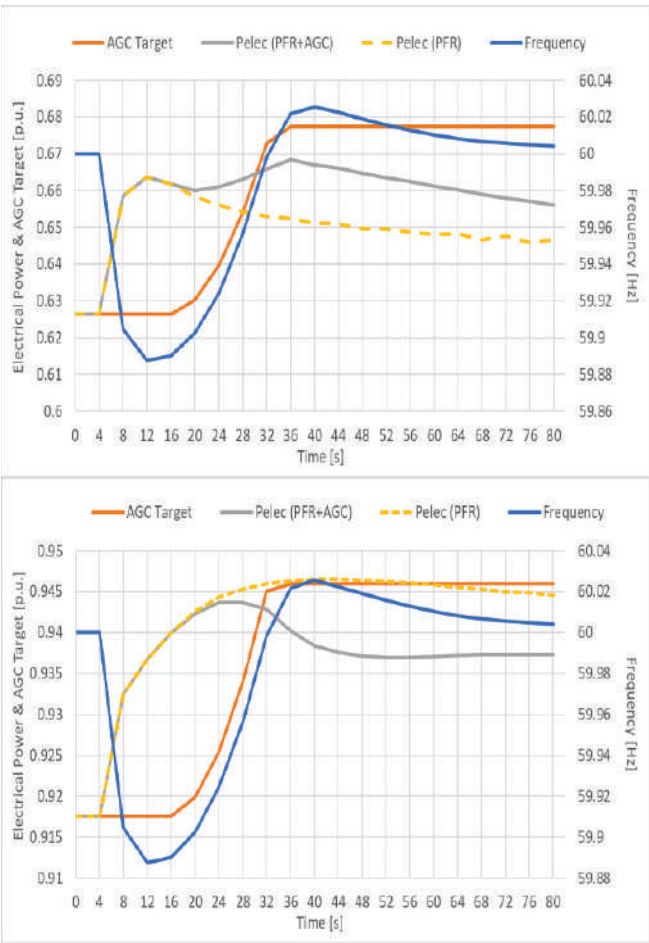 AGC Target Pelec (PFR+AGC) Pelec (PFR) Frequency
0.69 60.04
0.68 60.02
0.67 60
0.66 59.98
0.65 59.96
0.64 59.94
0.63 59.92
0.62 59.9
0.61 59.88
0.6 59.86
0 4 8 12 16 20 24 28 32 36 40 44 48 52 56 60 64 68 72 76 80
Time [s]
Electrical Power & AGC Target [p.u.]
Frequency [Hz]
AGC Target Pelec (PFR+AGC) Pelec (PFR) Frequency
0.95 60.04
0.945 60.02
0.94 60
0.935 59.98
0.93 59.96
0.925 59.94
0.92 59.92
0.915 59.9
0.91 59.88
0 4 8 12 16 20 24 28 32 36 40 44 48 52 56 60 64 68 72 76 80
Time [s]
Electrical Power & AGC Target [p.u.]
Frequency [Hz]